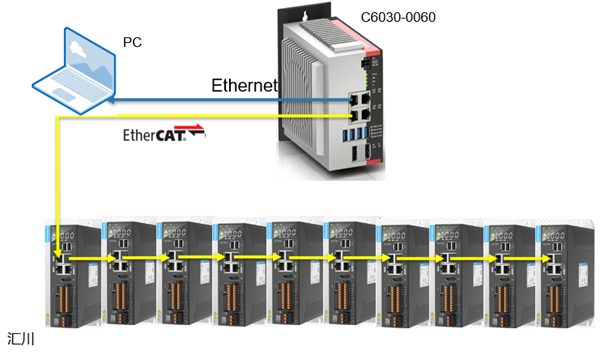 PC
C6030-0060
Ethernet
EtherCAT
汇川